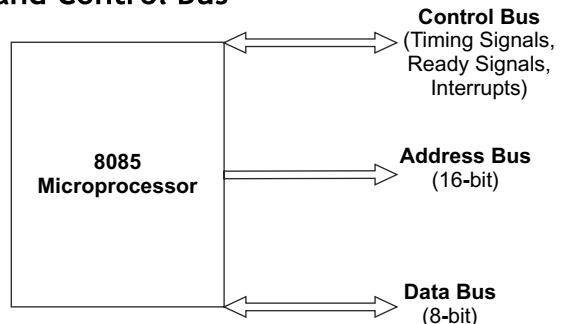 and Control Bus
Control Bus
(Timing Signals,
Ready Signals,
Interrupts)
8085
Microprocessor
Address Bus
(16-bit)
Data Bus
(8-bit)